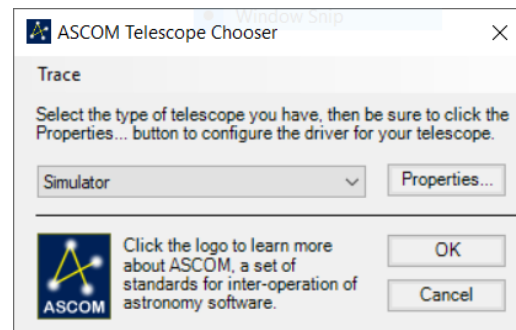 Window Snip
ASCOM Telescope Chooser
Trace
Select the type of telescope you have, then be sure to click the
Properties... button to configure the driver for your telescope.
Simulator
Properties...
Click the logo to learn more
about ASCOM, a set of
standards for inter-operation of
astronomy software.
ASCOM
OK
Cancel